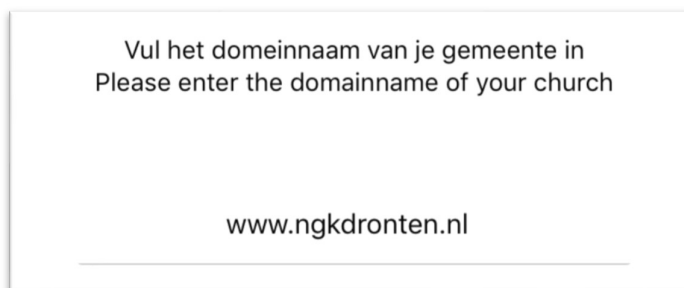 Vul het domeinnaam van je gemeente in
Please enter the domainname of your church
www.ngkdronten.nl